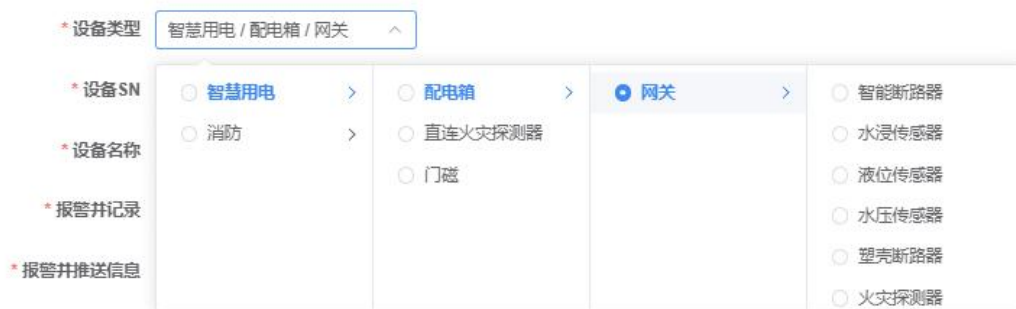 * 设备类型 智慧用电 / 配电箱 / 网关
* 设备SN 智慧用电 配电箱 网关 智能断路器
消防 直连火灾探测器 水浸传感器
* 设备名称
门磁 液位传感器
* 报警并记录 水压传感器
塑壳断路器
* 报警并推送信息
火灾探测器